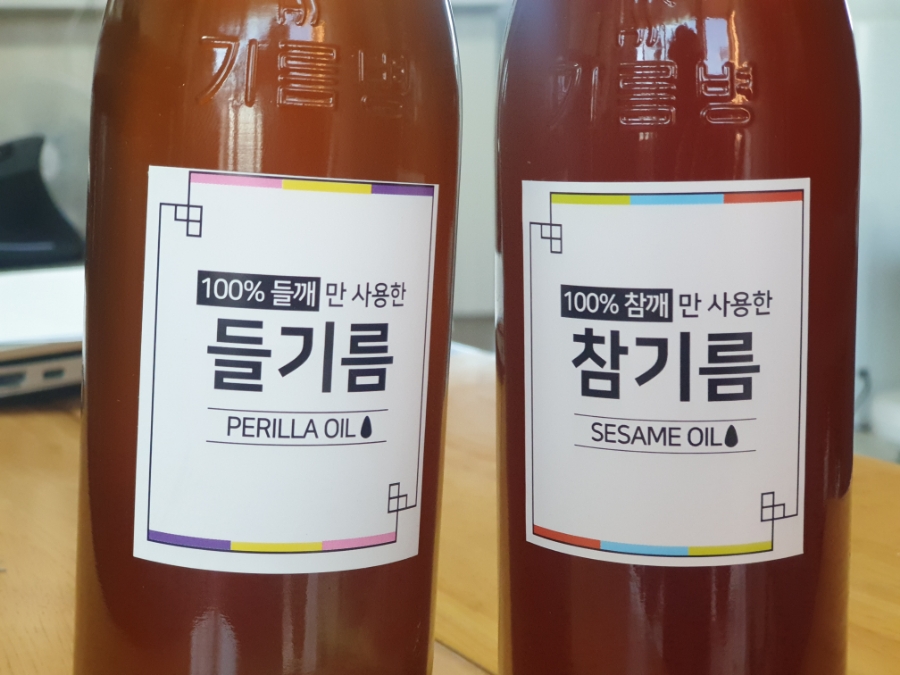 기름병
100% 들깨 만 사용한
들기름
PERILLA OIL
기름병
100% 참깨 만 사용한
참기름
SESAME OIL